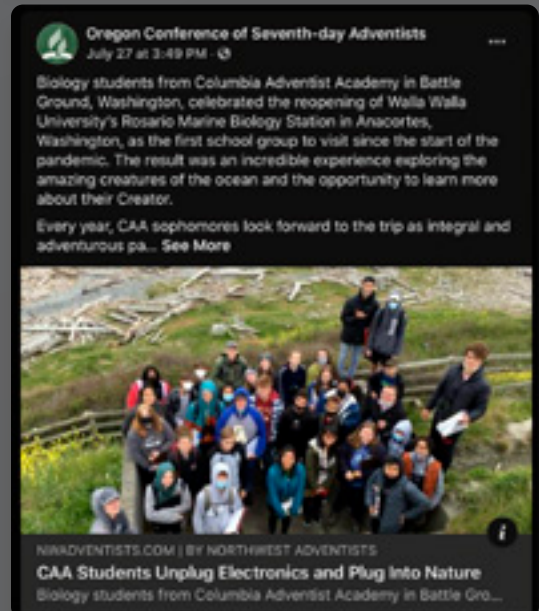 Oregon Conference of Seventh-day Adventists
July 27 at 3:49 PM ·
Biology students from Columbia Adventist Academy in Battle
Ground, Washington, celebrated the reopening of Walla Walla
University's Rosario Marine Biology Station in Anacortes,
Washington, as the first school group to visit since the start of the
pandemic. The result was an incredible experience exploring the
amazing creatures of the ocean and the opportunity to learn more
about their Creator.
Every year, CAA sophomores look forward to the trip as integral and
adventurous pa... See More
i
NWADVENTISTS.COM | BY NORTHWEST ADVENTISTS
CAA Students Unplug Electronics and Plug Into Nature
Biology students from Columbia Adventist Academy in Battle Gro...